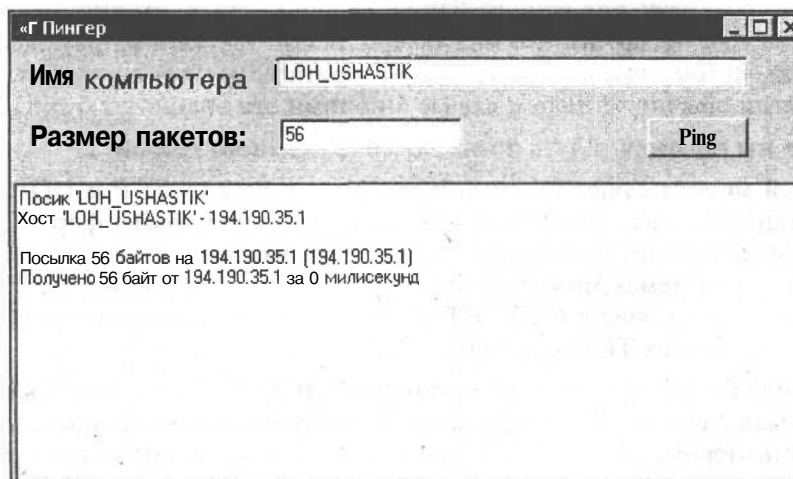 «Г Пингер
Имя компьютера LOH_USHASTIK
Размер пакетов: 56 Ping
Посик 'LOH_USHASTIK'
Хост 'LOH_USHASTIK' - 194.190.35.1
Посылка 56 байтов на 194.190.35.1 (194.190.35.1)
Получено 56 байт от 194.190.35.1 за 0 милисекунд